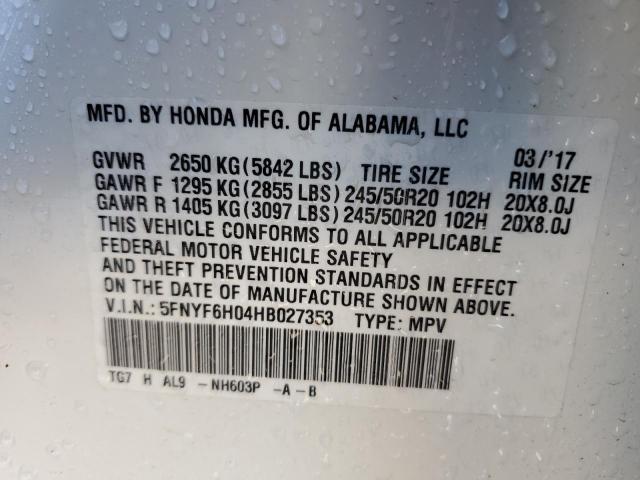 MFD. BY HONDA MFG. OF ALABAMA, LLC
03/'17
GVWR 2650 KG(5842 LBS) TIRE SIZE RIM SIZE
GAWR F 1295 KG(2855 LBS) 245/50R20 102H 20X8.0J
GAWR R 1405 KG(3097 LBS) 245/50R20 102H 20X8.0J
THIS VEHICLE CONFORMS TO ALL APPLICABLE
FEDERAL MOTOR VEHICLE SAFETY
AND THEFT PREVENTION STANDARDS IN EFFECT
ON THE DATE OF MANUFACTURE SHOWN ABOVE.
V.I.N.: 5FNYF6H04HB027353 TYPE: MPV
TG7 H AL9 -NH603P -A-B